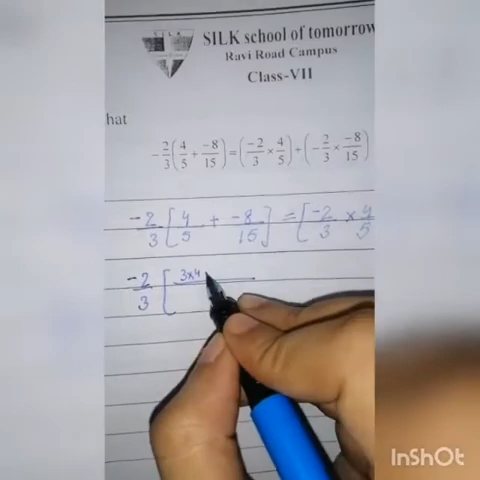 SILK
SILK school of tomorrow
Ravi Road Campus
Class-VII
hat
-2/3(4/5 + -8/15) = (-2/3 × 4/5) + (-2/3 × -8/15)
-2/3 [4/5 + -8/15] = [-2/3 × 4/5
-2/3 [3×4
InShOt